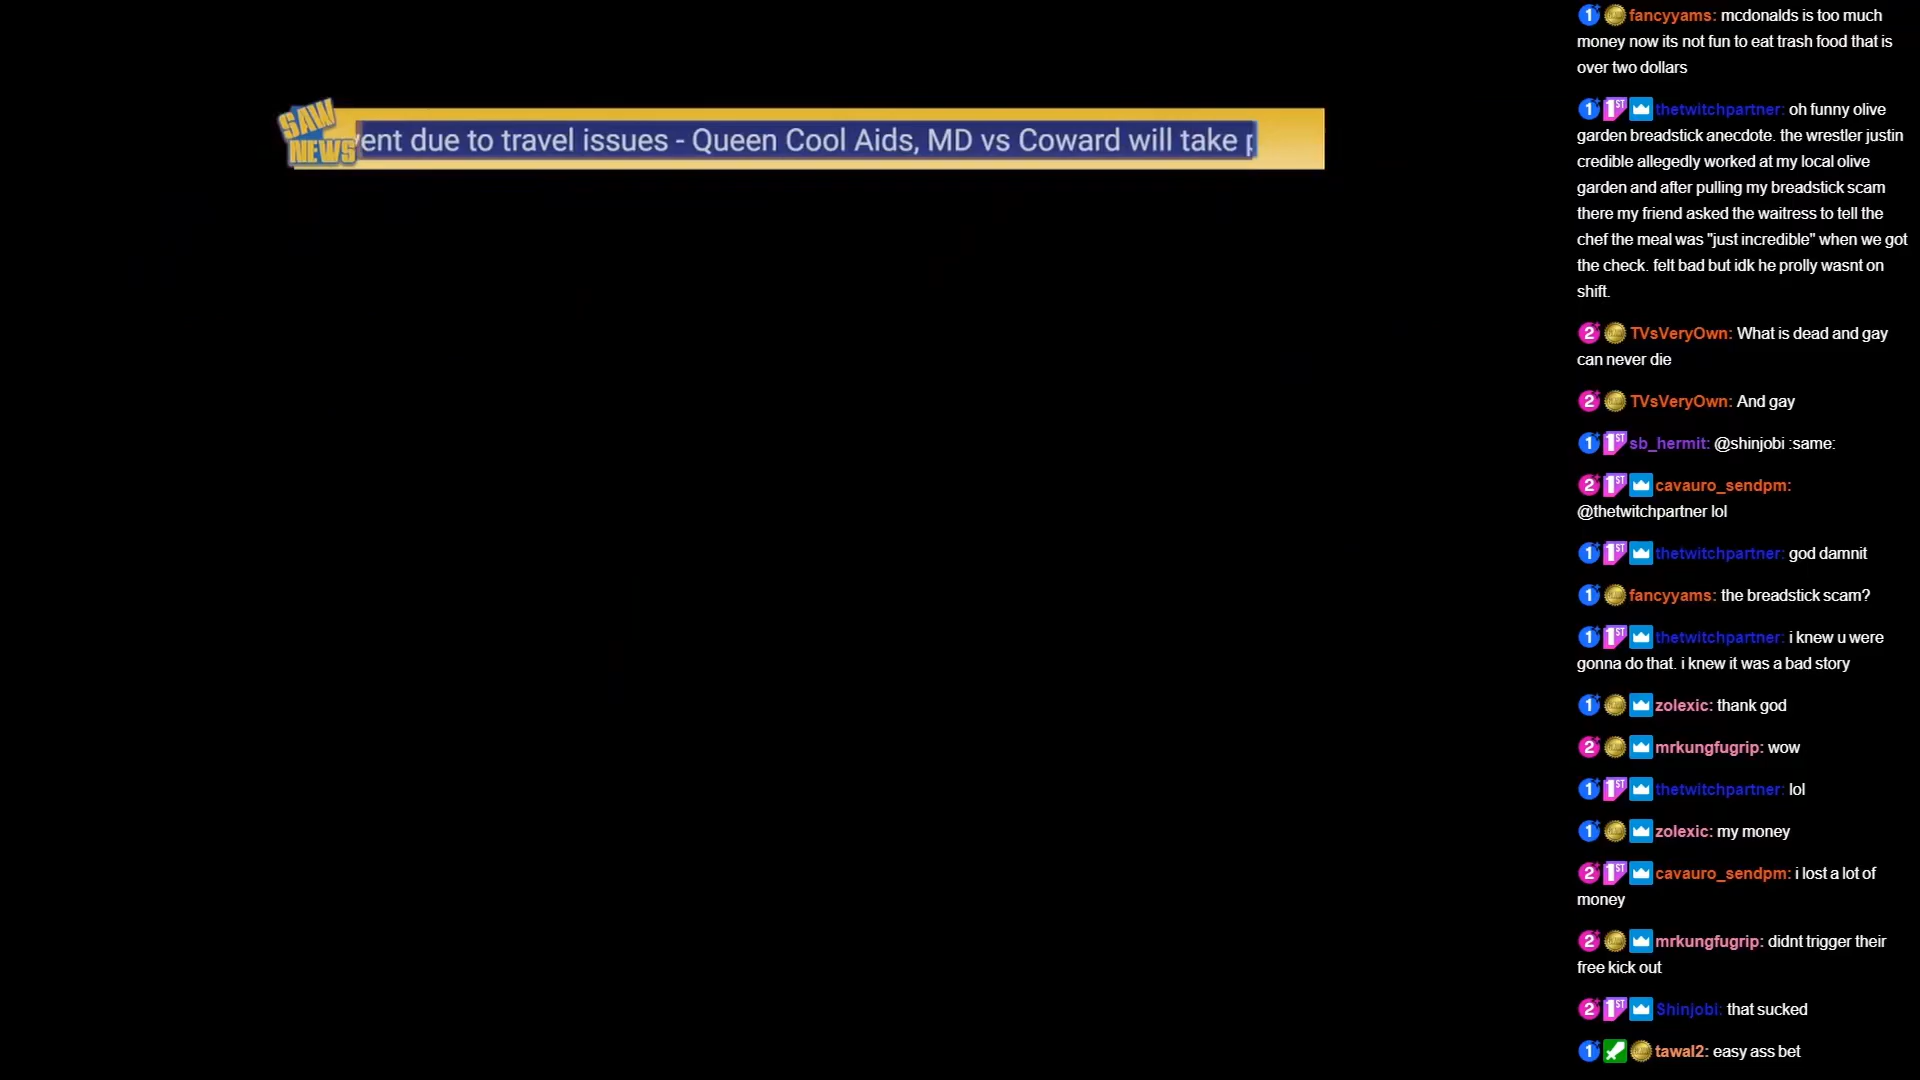 SAW
NEWS
vent due to travel issues - Queen Cool Aids, MD vs Coward will take p
fancyyams: mcdonalds is too much
money now its not fun to eat trash food that is
over two dollars
thetwitchpartner: oh funny olive
garden breadstick anecdote. the wrestler justin
credible allegedly worked at my local olive
garden and after pulling my breadstick scam
there my friend asked the waitress to tell the
chef the meal was "just incredible" when we got
the check. felt bad but idk he prolly wasnt on
shift.
TVsVeryOwn: What is dead and gay
can never die
TVsVeryOwn: And gay
sb_hermit: @shinjobi :same:
cavauro_sendpm:
@thetwitchpartner lol
thetwitchpartner: god damnit
fancyyams: the breadstick scam?
thetwitchpartner: i knew u were
gonna do that. i knew it was a bad story
zolexic: thank god
mrkungfugrip: wow
thetwitchpartner: lol
zolexic: my money
cavauro_sendpm: i lost a lot of
money
mrkungfugrip: didnt trigger their
free kick out
Shinjobi: that sucked
tawal2: easy ass bet